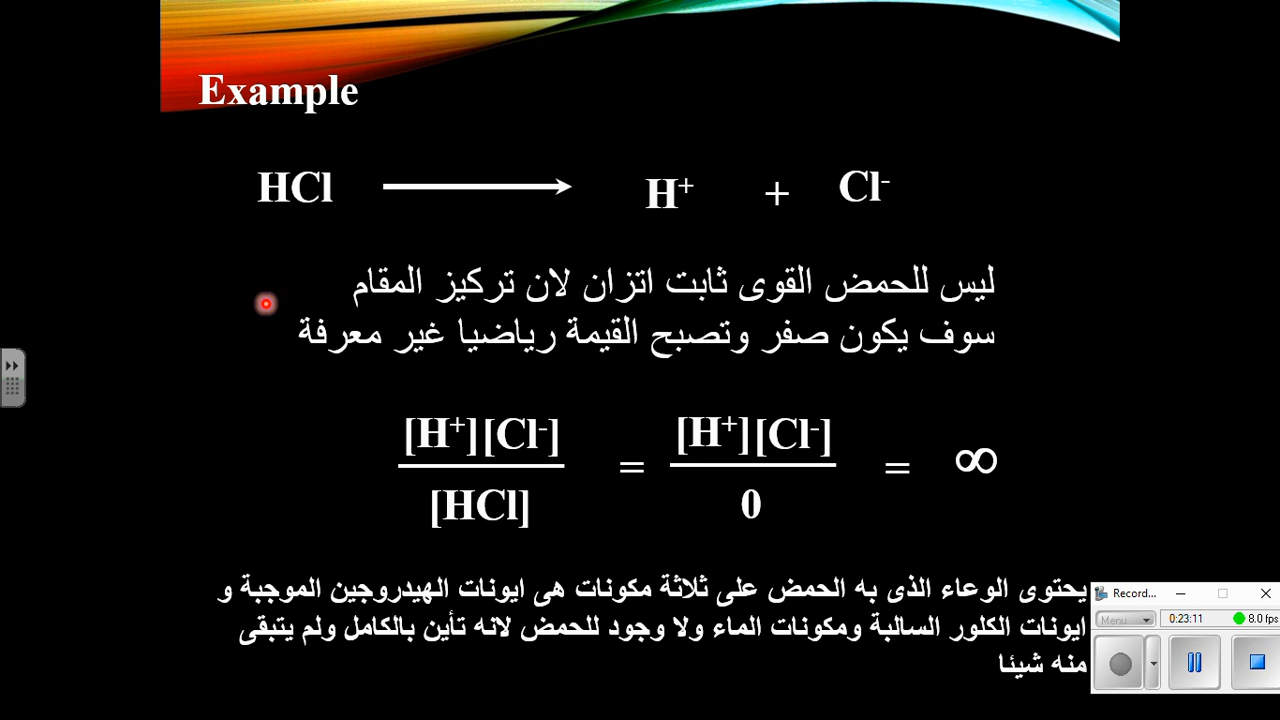 Example
HCl ⟶ H⁺ + Cl⁻
ليس للحمض القوى ثابت اتزان لان تركيز المقام
سوف يكون صفر وتصبح القيمة رياضيا غير معرفة
[H⁺][Cl⁻] [H⁺][Cl⁻]
= = ∞
[HCl] 0
يحتوى الوعاء الذى به الحمض على ثلاثة مكونات هى ايونات الهيدروجين الموجبة و
ايونات الكلور السالبة ومكونات الماء ولا وجود للحمض لانه تأين بالكامل ولم يتبقى
منه شيئا
Record...
Menu 0:23:11 8.0 fps